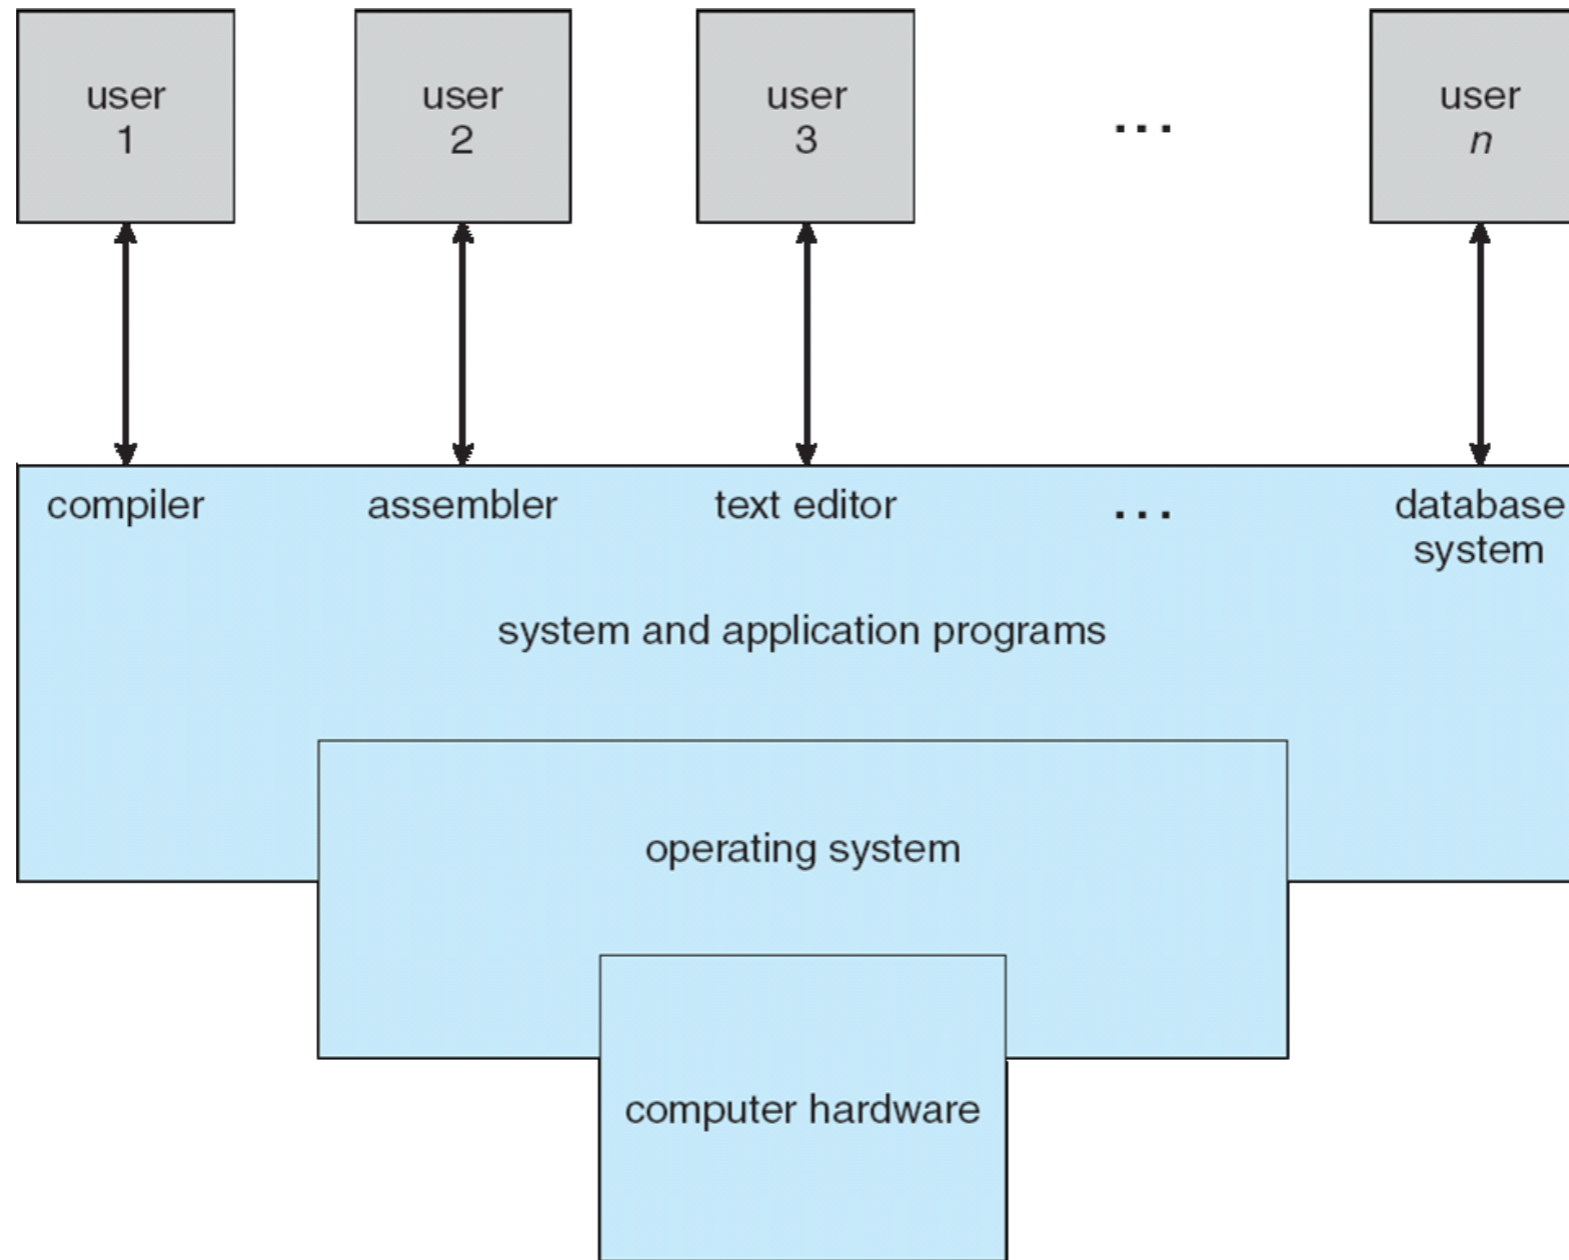 user
1
user
2
user
3
...
user
n
compiler
assembler
text editor
...
database
system
system and application programs
operating system
computer hardware